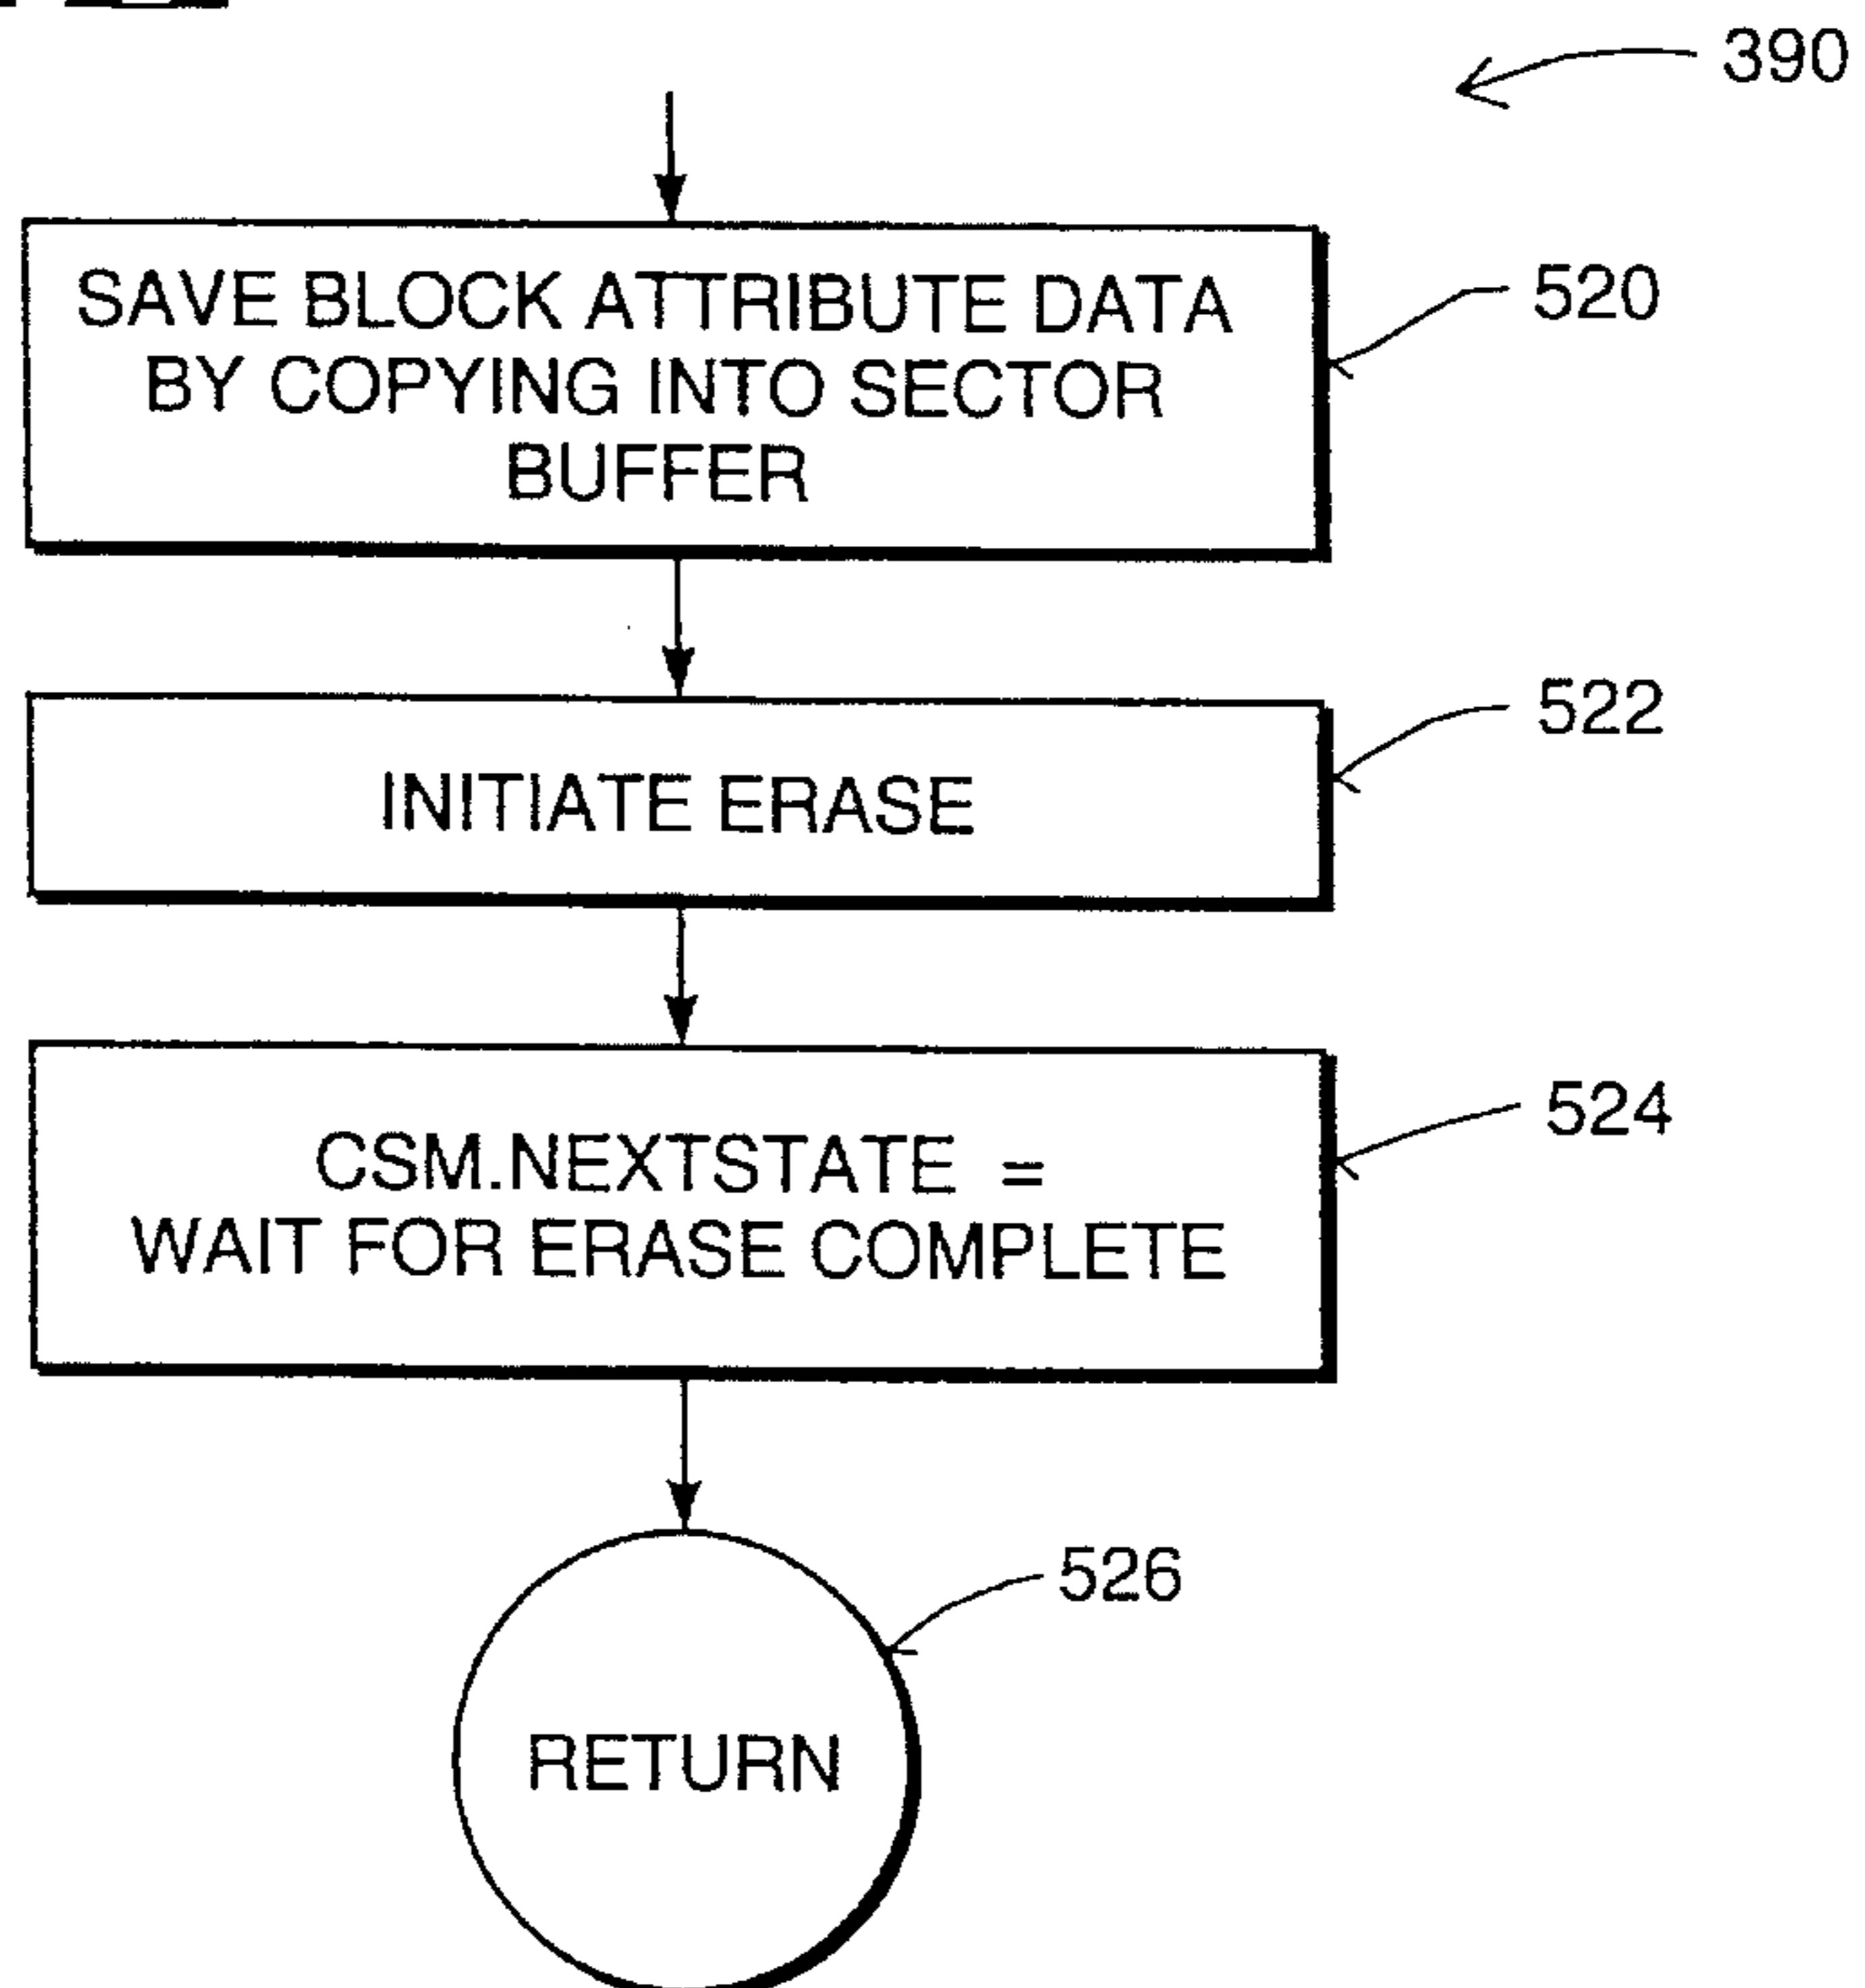 390
SAVE BLOCK ATTRIBUTE DATA
BY COPYING INTO SECTOR
BUFFER
520
INITIATE ERASE
522
CSM.NEXTSTATE =
WAIT FOR ERASE COMPLETE
524
RETURN
526